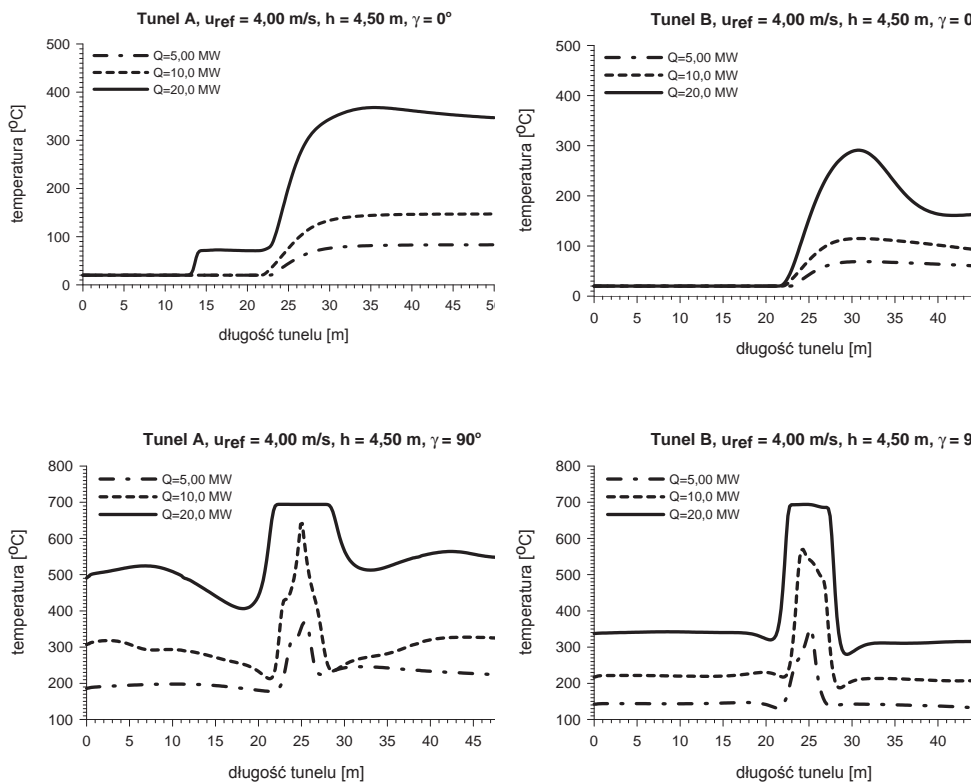 Tunel A, uref = 4,00 m/s, h = 4,50 m, γ = 0°
500
400
300
200
100
0
temperatura [°C]
Q=5,00 MW
Q=10,0 MW
Q=20,0 MW
0 5 10 15 20 25 30 35 40 45 50
długość tunelu [m]
Tunel B, uref = 4,00 m/s, h = 4,50 m, γ = 0
500
400
300
200
100
0
temperatura [°C]
Q=5,00 MW
Q=10,0 MW
Q=20,0 MW
0 5 10 15 20 25 30 35 40
długość tunelu [m]
Tunel A, uref = 4,00 m/s, h = 4,50 m, γ = 90°
800
700
600
500
400
300
200
100
temperatura [°C]
Q=5,00 MW
Q=10,0 MW
Q=20,0 MW
0 5 10 15 20 25 30 35 40 45
długość tunelu [m]
Tunel B, uref = 4,00 m/s, h = 4,50 m, γ = 9
800
700
600
500
400
300
200
100
temperatura [°C]
Q=5,00 MW
Q=10,0 MW
Q=20,0 MW
0 5 10 15 20 25 30 35 40
długość tunelu [m]